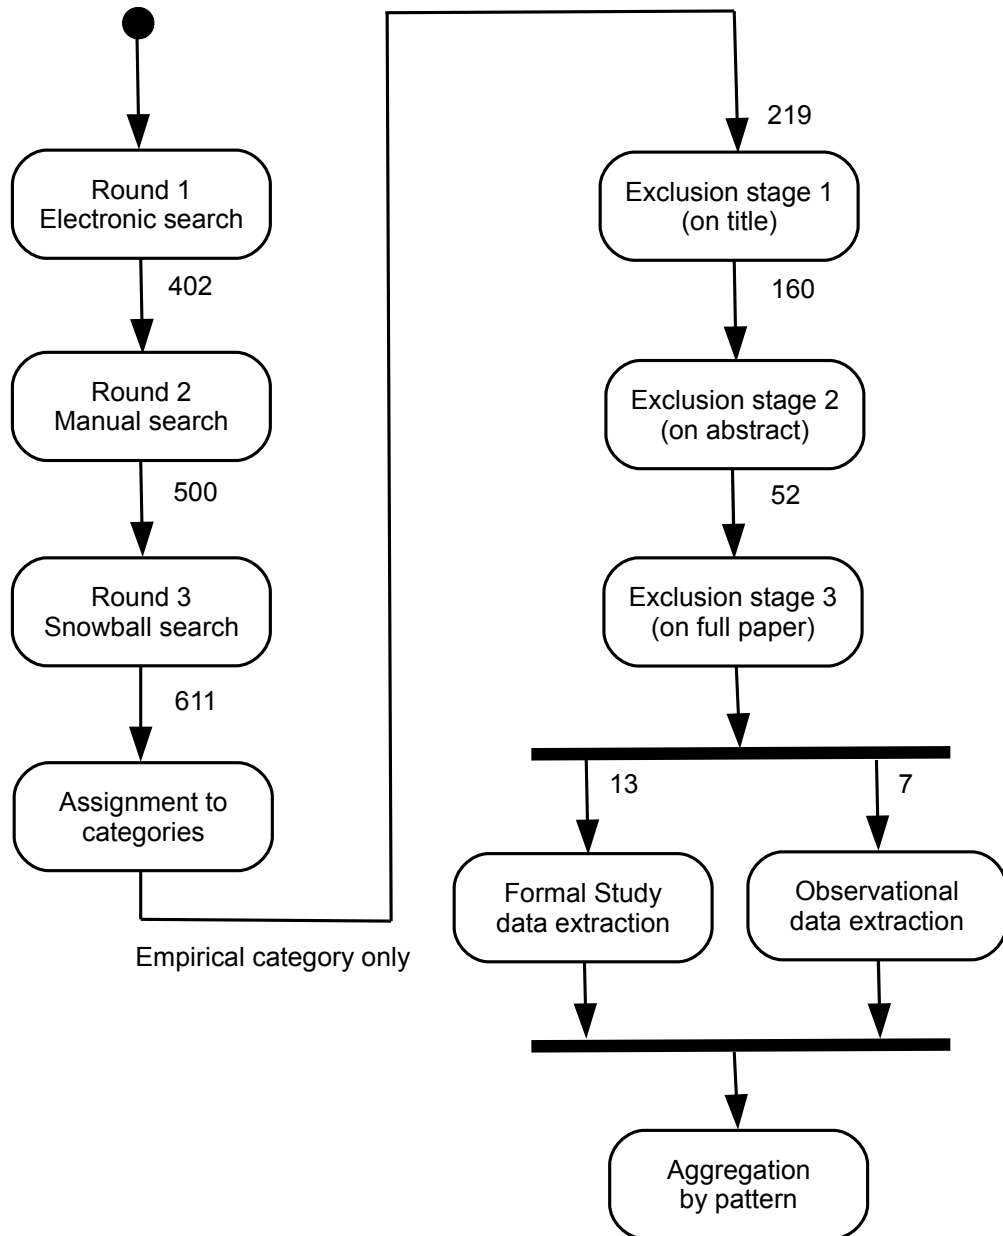 Round 1
Electronic search
402
Round 2
Manual search
500
Round 3
Snowball search
611
Assignment to
categories
Empirical category only
219
Exclusion stage 1
(on title)
160
Exclusion stage 2
(on abstract)
52
Exclusion stage 3
(on full paper)
13
7
Formal Study
data extraction
Observational
data extraction
Aggregation
by pattern